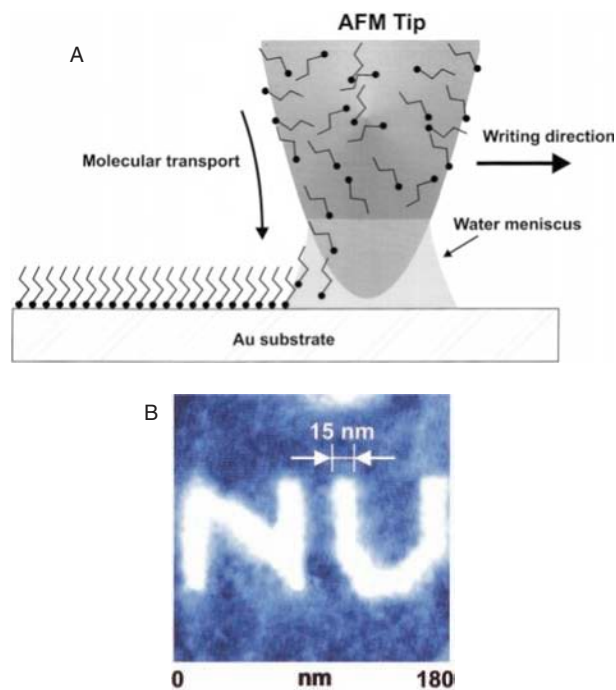 A
AFM Tip
Molecular transport
Writing direction
Water meniscus
Au substrate
B
15 nm
NU
0 nm 180